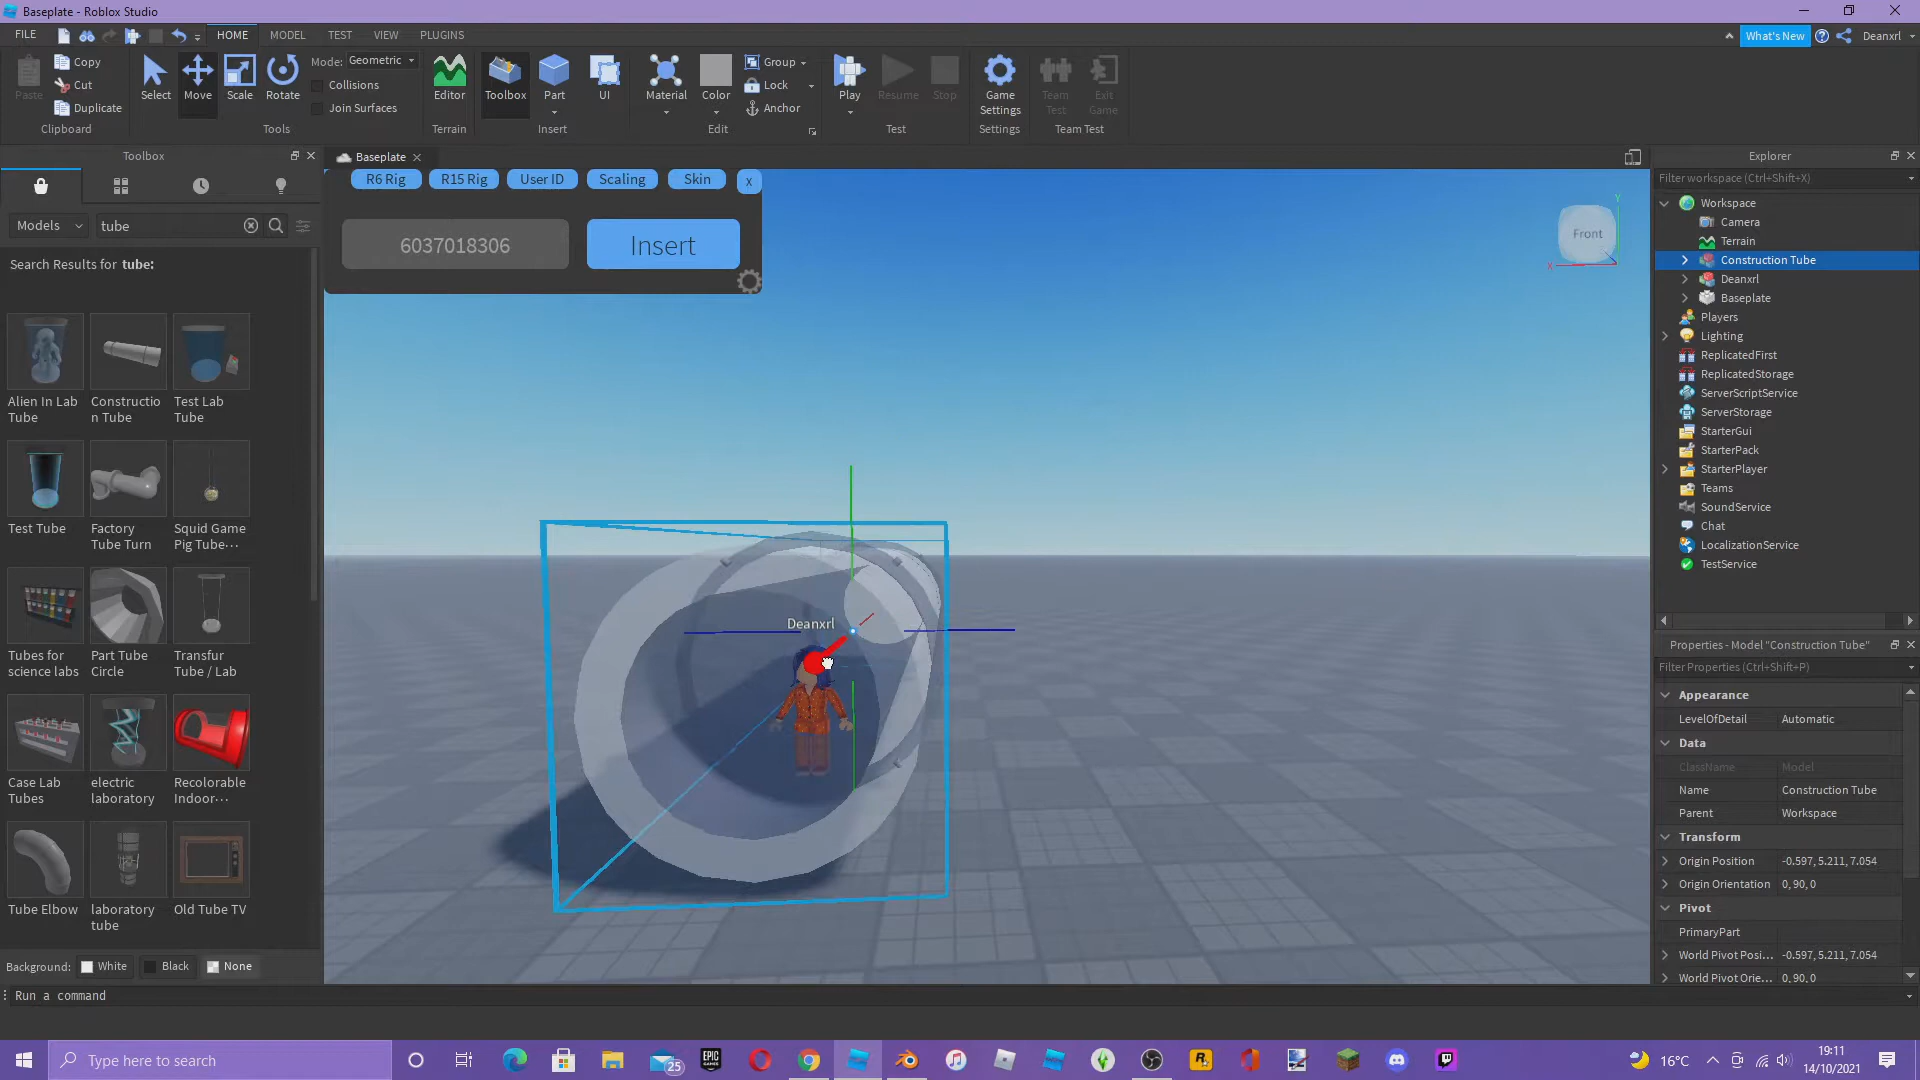 Baseplate - Roblox Studio
FILE
HOME
MODEL
TEST
VIEW
PLUGINS
What's New
Deanxrl
Paste
Copy
Cut
Duplicate
Clipboard
Select
Move
Scale
Rotate
Mode: Geometric
Collisions
Join Surfaces
Tools
Editor
Terrain
Toolbox
Part
UI
Insert
Material
Color
Group
Lock
Anchor
Edit
Play
Resume
Stop
Test
Game Settings
Settings
Team Test
Exit Game
Team Test
Toolbox
Models
tube
Search Results for tube:
Alien In Lab Tube
Constructio n Tube
Test Lab Tube
Test Tube
Factory Tube Turn
Squid Game Pig Tube···
Tubes for science labs
Part Tube Circle
Transfur Tube / Lab
Case Lab Tubes
electric laboratory
Recolorable Indoor···
Tube Elbow
laboratory tube
Old Tube TV
Background:
White
Black
None
Run a command
Baseplate
R6 Rig
R15 Rig
User ID
Scaling
Skin
x
6037018306
Insert
Y
Front
X
Deanxrl
Explorer
Filter workspace (Ctrl+Shift+X)
Workspace
Camera
Terrain
Construction Tube
Deanxrl
Baseplate
Players
Lighting
ReplicatedFirst
ReplicatedStorage
ServerScriptService
ServerStorage
StarterGui
StarterPack
StarterPlayer
Teams
SoundService
Chat
LocalizationService
TestService
Properties - Model "Construction Tube"
Filter Properties (Ctrl+Shift+P)
Appearance
LevelOfDetail Automatic
Data
ClassName Model
Name Construction Tube
Parent Workspace
Transform
Origin Position -0.597, 5.211, 7.054
Origin Orientation 0, 90, 0
Pivot
PrimaryPart
World Pivot Posi... -0.597, 5.211, 7.054
World Pivot Orie... 0, 90, 0
Type here to search
25
EPIC GAMES
16°C
19:11
14/10/2021